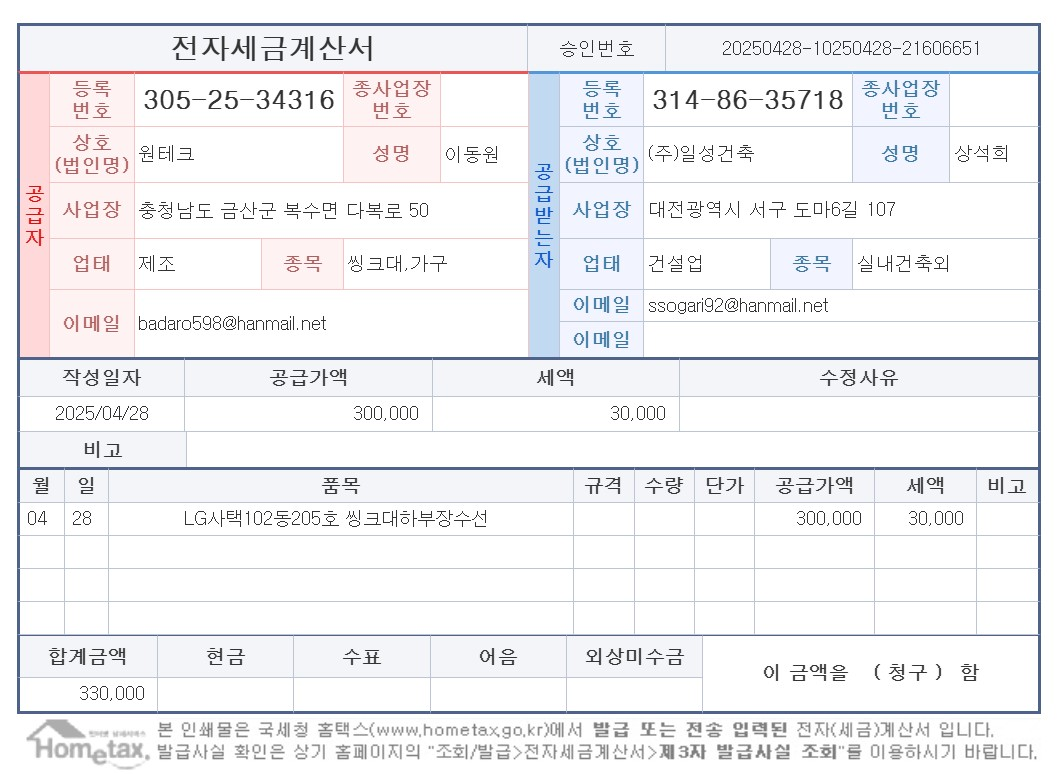 전자세금계산서 승인번호 20250428-10250428-21606651
공급자
등록번호 305-25-34316 종사업장번호
상호(법인명) 원테크 성명 이동원
사업장 충청남도 금산군 복수면 다복로 50
업태 제조 종목 씽크대,가구
이메일 badaro598@hanmail.net
공급받는자
등록번호 314-86-35718 종사업장번호
상호(법인명) (주)일성건축 성명 상석희
사업장 대전광역시 서구 도마6길 107
업태 건설업 종목 실내건축외
이메일 ssogari92@hanmail.net
이메일
작성일자 공급가액 세액 수정사유
2025/04/28 300,000 30,000
비고
월 일 품목 규격 수량 단가 공급가액 세액 비고
04 28 LG사택102동205호 씽크대하부장수선 300,000 30,000
합계금액 현금 수표 어음 외상미수금 이 금액을 (청구) 함
330,000
Hometax.
본 인쇄물은 국세청 홈택스(www.hometax.go.kr)에서 발급 또는 전송 입력된 전자(세금)계산서 입니다.
발급사실 확인은 상기 홈페이지의 "조회/발급>전자세금계산서>제3자 발급사실 조회"를 이용하시기 바랍니다.